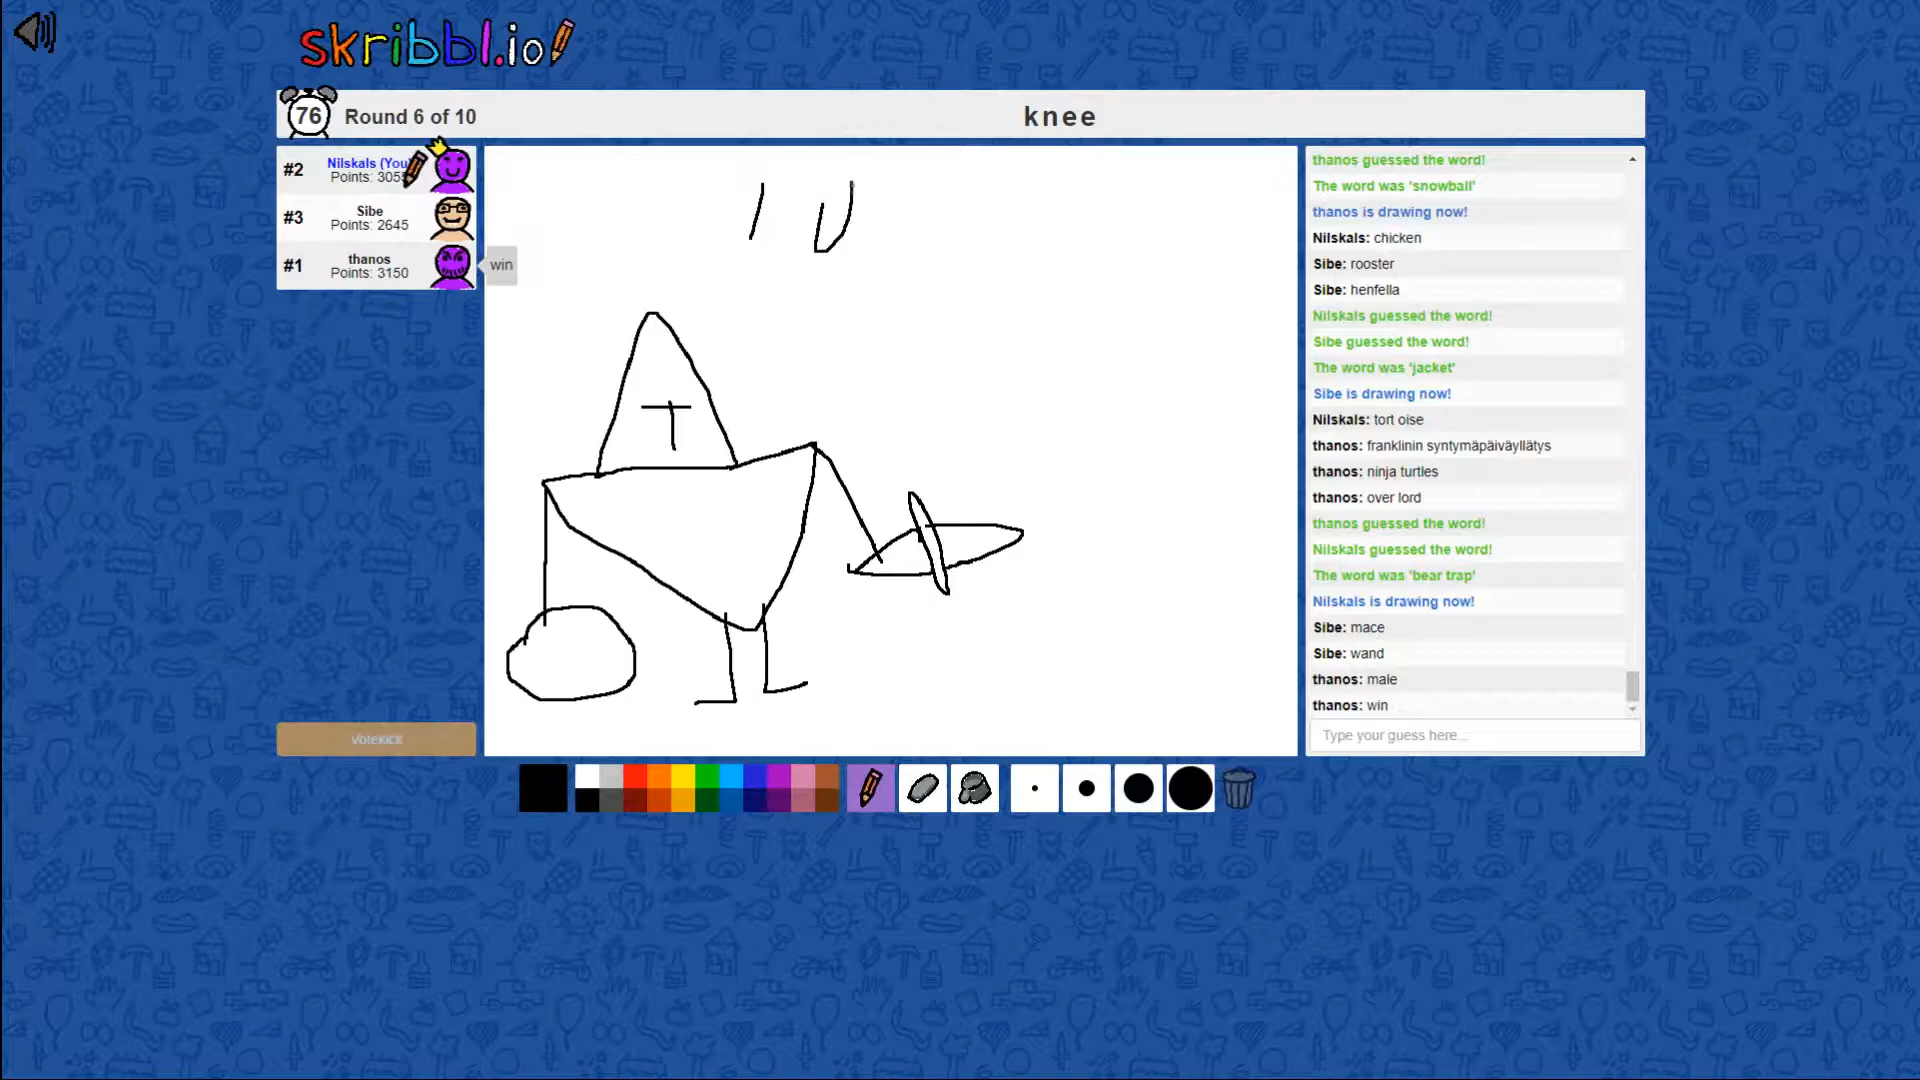 skribbl.io
76
Round 6 of 10
knee
#2
Nilskals (You)
Points: 3055
#3
Sibe
Points: 2645
#1
thanos
Points: 3150
win
T
thanos guessed the word!
The word was 'snowball'
thanos is drawing now!
Nilskals: chicken
Sibe: rooster
Sibe: henfella
Nilskals guessed the word!
Sibe guessed the word!
The word was 'jacket'
Sibe is drawing now!
Nilskals: tort oise
thanos: franklinin syntymäpäiväyllätys
thanos: ninja turtles
thanos: over lord
thanos guessed the word!
Nilskals guessed the word!
The word was 'bear trap'
Nilskals is drawing now!
Sibe: mace
Sibe: wand
thanos: male
thanos: win
Type your guess here...
Votekick